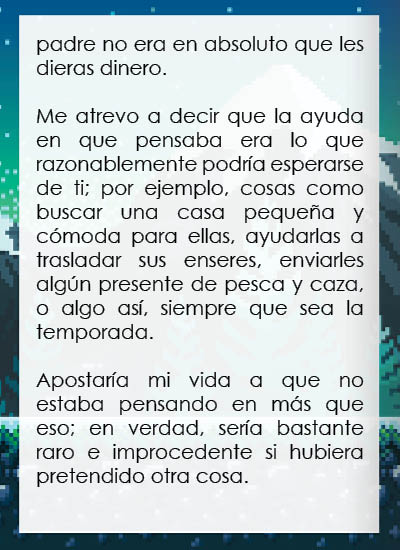 padre no era en absoluto que les
dieras dinero.
Me atrevo a decir que la ayuda
en que pensaba era lo que
razonablemente podría esperarse
de ti; por ejemplo, cosas como
buscar una casa pequeña y
cómoda para ellas, ayudarlas a
trasladar sus enseres, enviarles
algún presente de pesca y caza,
o algo así, siempre que sea la
temporada.
Apostaría mi vida a que no
estaba pensando en más que
eso; en verdad, sería bastante
raro e improcedente si hubiera
pretendido otra cosa.